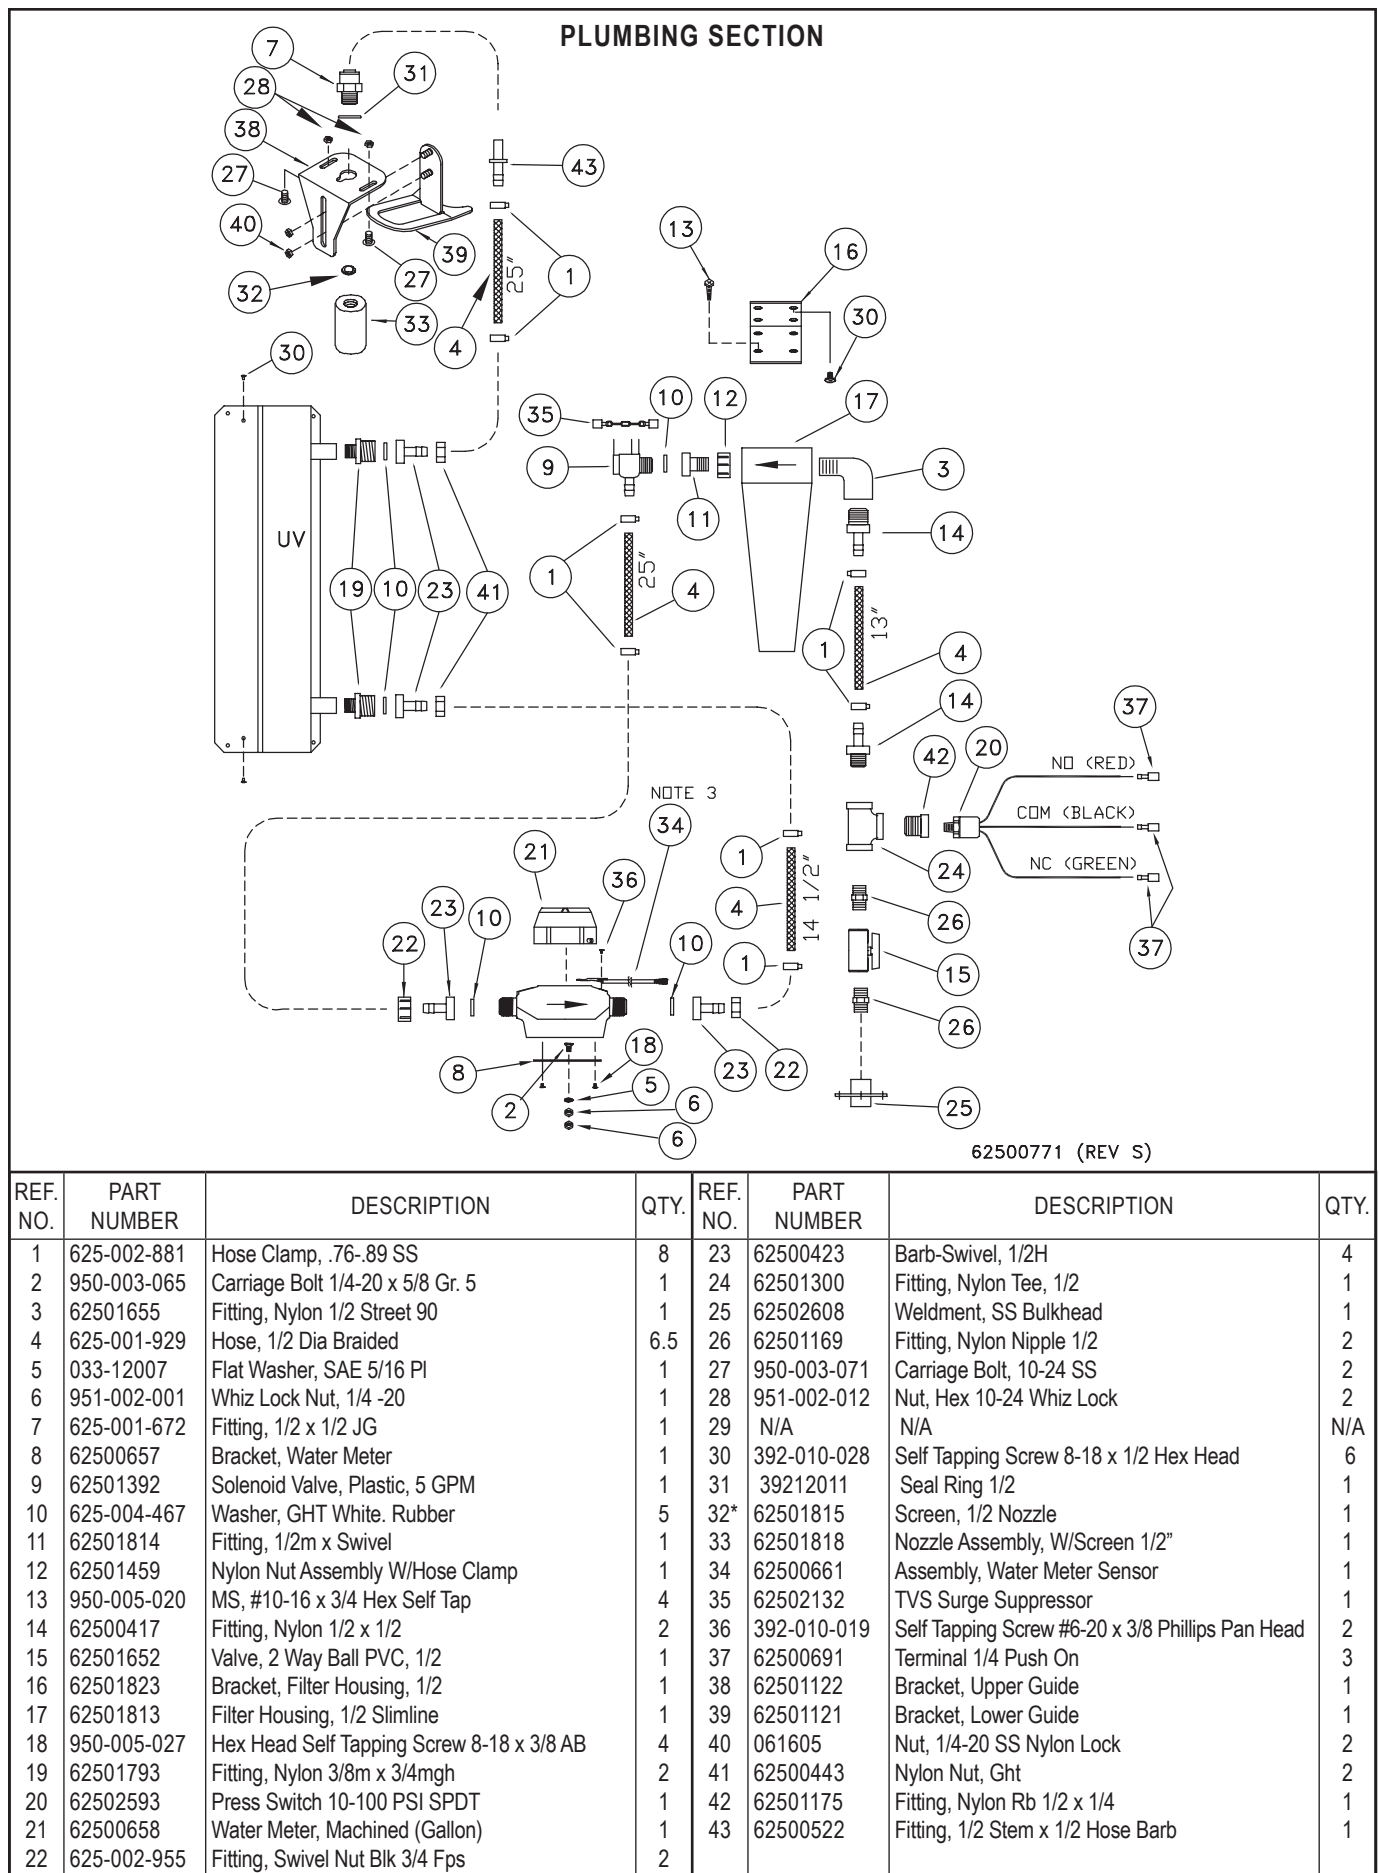 PLUMBING SECTION
7
31
28
38
43
27
13
16
40
39
1
25"
27
32
30
33
4
30
10
12
17
35
9
3
11
14
UV
1
25"
19
10
23
41
4
13"
1
4
14
37
42
20
NO (RED)
NOTE 3
COM (BLACK)
34
21
1
24
NC (GREEN)
36
14 1/2"
23
4
10
26
22
10
37
1
15
26
18
8
23
22
5
2
6
25
6
62500771 (REV S)
REF. NO. PART NUMBER DESCRIPTION QTY. REF. NO. PART NUMBER DESCRIPTION QTY.
1 625-002-881 Hose Clamp, .76-.89 SS 8 23 62500423 Barb-Swivel, 1/2H 4
2 950-003-065 Carriage Bolt 1/4-20 x 5/8 Gr. 5 1 24 62501300 Fitting, Nylon Tee, 1/2 1
3 62501655 Fitting, Nylon 1/2 Street 90 1 25 62502608 Weldment, SS Bulkhead 1
4 625-001-929 Hose, 1/2 Dia Braided 6.5 26 62501169 Fitting, Nylon Nipple 1/2 2
5 033-12007 Flat Washer, SAE 5/16 Pl 1 27 950-003-071 Carriage Bolt, 10-24 SS 2
6 951-002-001 Whiz Lock Nut, 1/4 -20 1 28 951-002-012 Nut, Hex 10-24 Whiz Lock 2
7 625-001-672 Fitting, 1/2 x 1/2 JG 1 29 N/A N/A N/A
8 62500657 Bracket, Water Meter 1 30 392-010-028 Self Tapping Screw 8-18 x 1/2 Hex Head 6
9 62501392 Solenoid Valve, Plastic, 5 GPM 1 31 39212011 Seal Ring 1/2 1
10 625-004-467 Washer, GHT White. Rubber 5 32* 62501815 Screen, 1/2 Nozzle 1
11 62501814 Fitting, 1/2m x Swivel 1 33 62501818 Nozzle Assembly, W/Screen 1/2" 1
12 62501459 Nylon Nut Assembly W/Hose Clamp 1 34 62500661 Assembly, Water Meter Sensor 1
13 950-005-020 MS, #10-16 x 3/4 Hex Self Tap 4 35 62502132 TVS Surge Suppressor 1
14 62500417 Fitting, Nylon 1/2 x 1/2 2 36 392-010-019 Self Tapping Screw #6-20 x 3/8 Phillips Pan Head 2
15 62501652 Valve, 2 Way Ball PVC, 1/2 1 37 62500691 Terminal 1/4 Push On 3
16 62501823 Bracket, Filter Housing, 1/2 1 38 62501122 Bracket, Upper Guide 1
17 62501813 Filter Housing, 1/2 Slimline 1 39 62501121 Bracket, Lower Guide 1
18 950-005-027 Hex Head Self Tapping Screw 8-18 x 3/8 AB 4 40 061605 Nut, 1/4-20 SS Nylon Lock 2
19 62501793 Fitting, Nylon 3/8m x 3/4mgh 2 41 62500443 Nylon Nut, Ght 2
20 62502593 Press Switch 10-100 PSI SPDT 1 42 62501175 Fitting, Nylon Rb 1/2 x 1/4 1
21 62500658 Water Meter, Machined (Gallon) 1 43 62500522 Fitting, 1/2 Stem x 1/2 Hose Barb 1
22 625-002-955 Fitting, Swivel Nut Blk 3/4 Fps 2